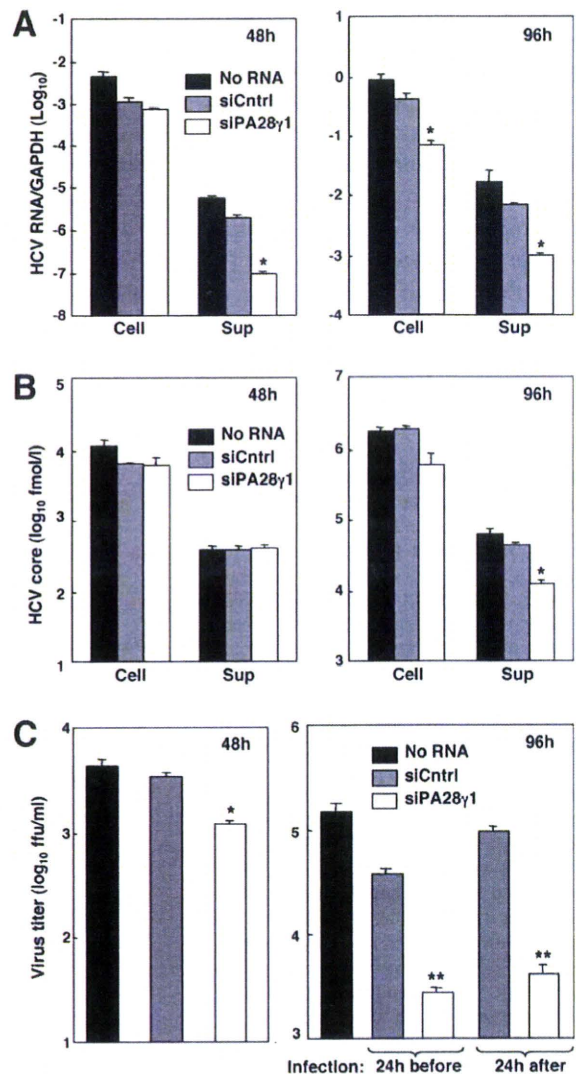 A
48h
96h
HCV RNA/GAPDH (Log10)
-1
-2
-3
-4
-5
-6
-7
-8
No RNA
siCntrl
siPA28γ1
*
Cell
Sup
0
-1
-2
-3
-4
*
*
Cell
Sup
B
48h
96h
HCV core (log10 fmol/l)
5
4
3
2
1
No RNA
siCntrl
siPA28γ1
Cell
Sup
7
6
5
4
3
*
Cell
Sup
C
48h
96h
Virus titer (log10 ffu/ml)
4
3
2
1
*
6
5
4
3
No RNA
siCntrl
siPA28γ1
**
**
Infection: 24h before 24h after